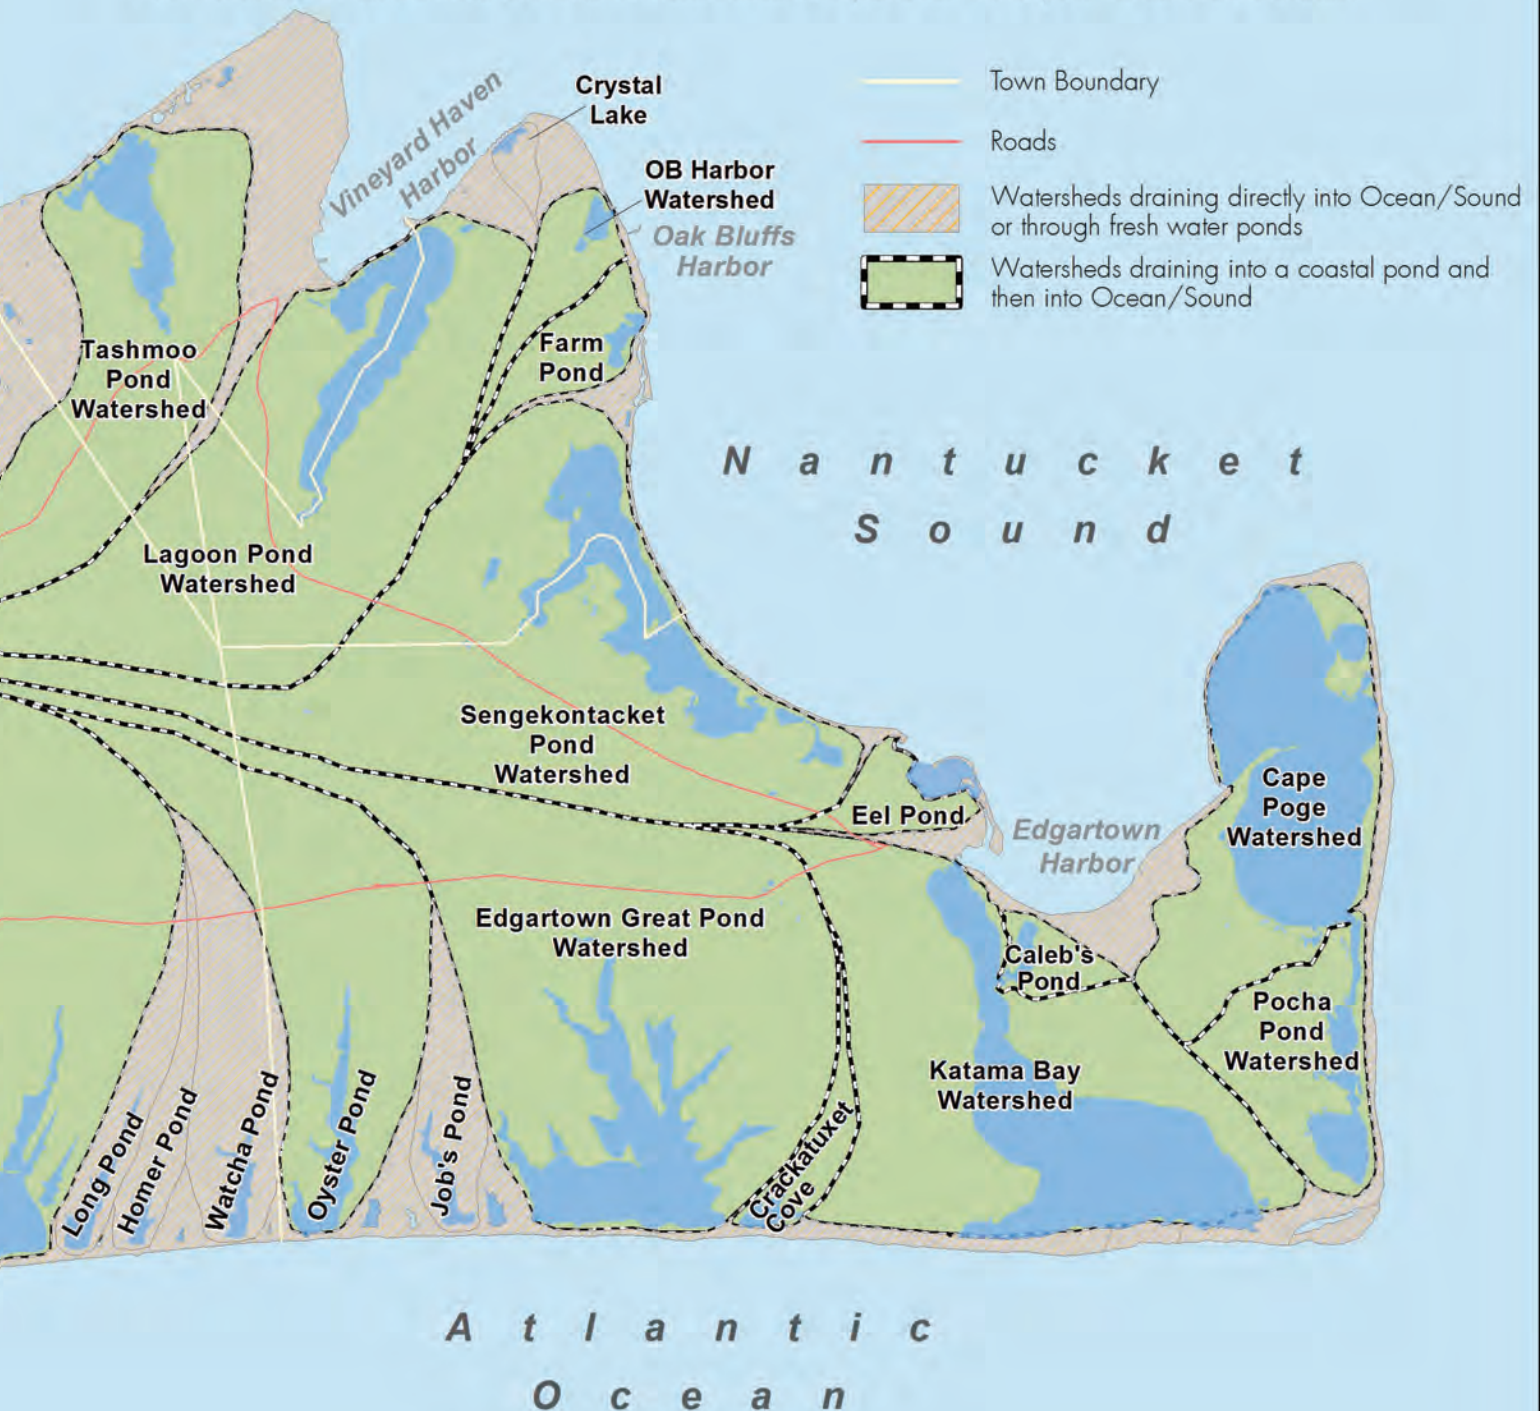 Crystal
Lake
Vineyard Haven
Harbor
OB Harbor
Watershed
Oak Bluffs
Harbor
Town Boundary
Roads
Watersheds draining directly into Ocean/Sound
or through fresh water ponds
Watersheds draining into a coastal pond and
then into Ocean/Sound
Tashmoo
Pond
Watershed
Farm
Pond
Nantucket
Sound
Lagoon Pond
Watershed
Sengekontacket
Pond
Watershed
Eel Pond
Edgartown
Harbor
Cape
Poge
Watershed
Edgartown Great Pond
Watershed
Caleb's
Pond
Pocha
Pond
Watershed
Katama Bay
Watershed
Long Pond
Homer Pond
Watcha Pond
Oyster Pond
Job's Pond
Crackatuxet
Cove
Atlantic
Ocean